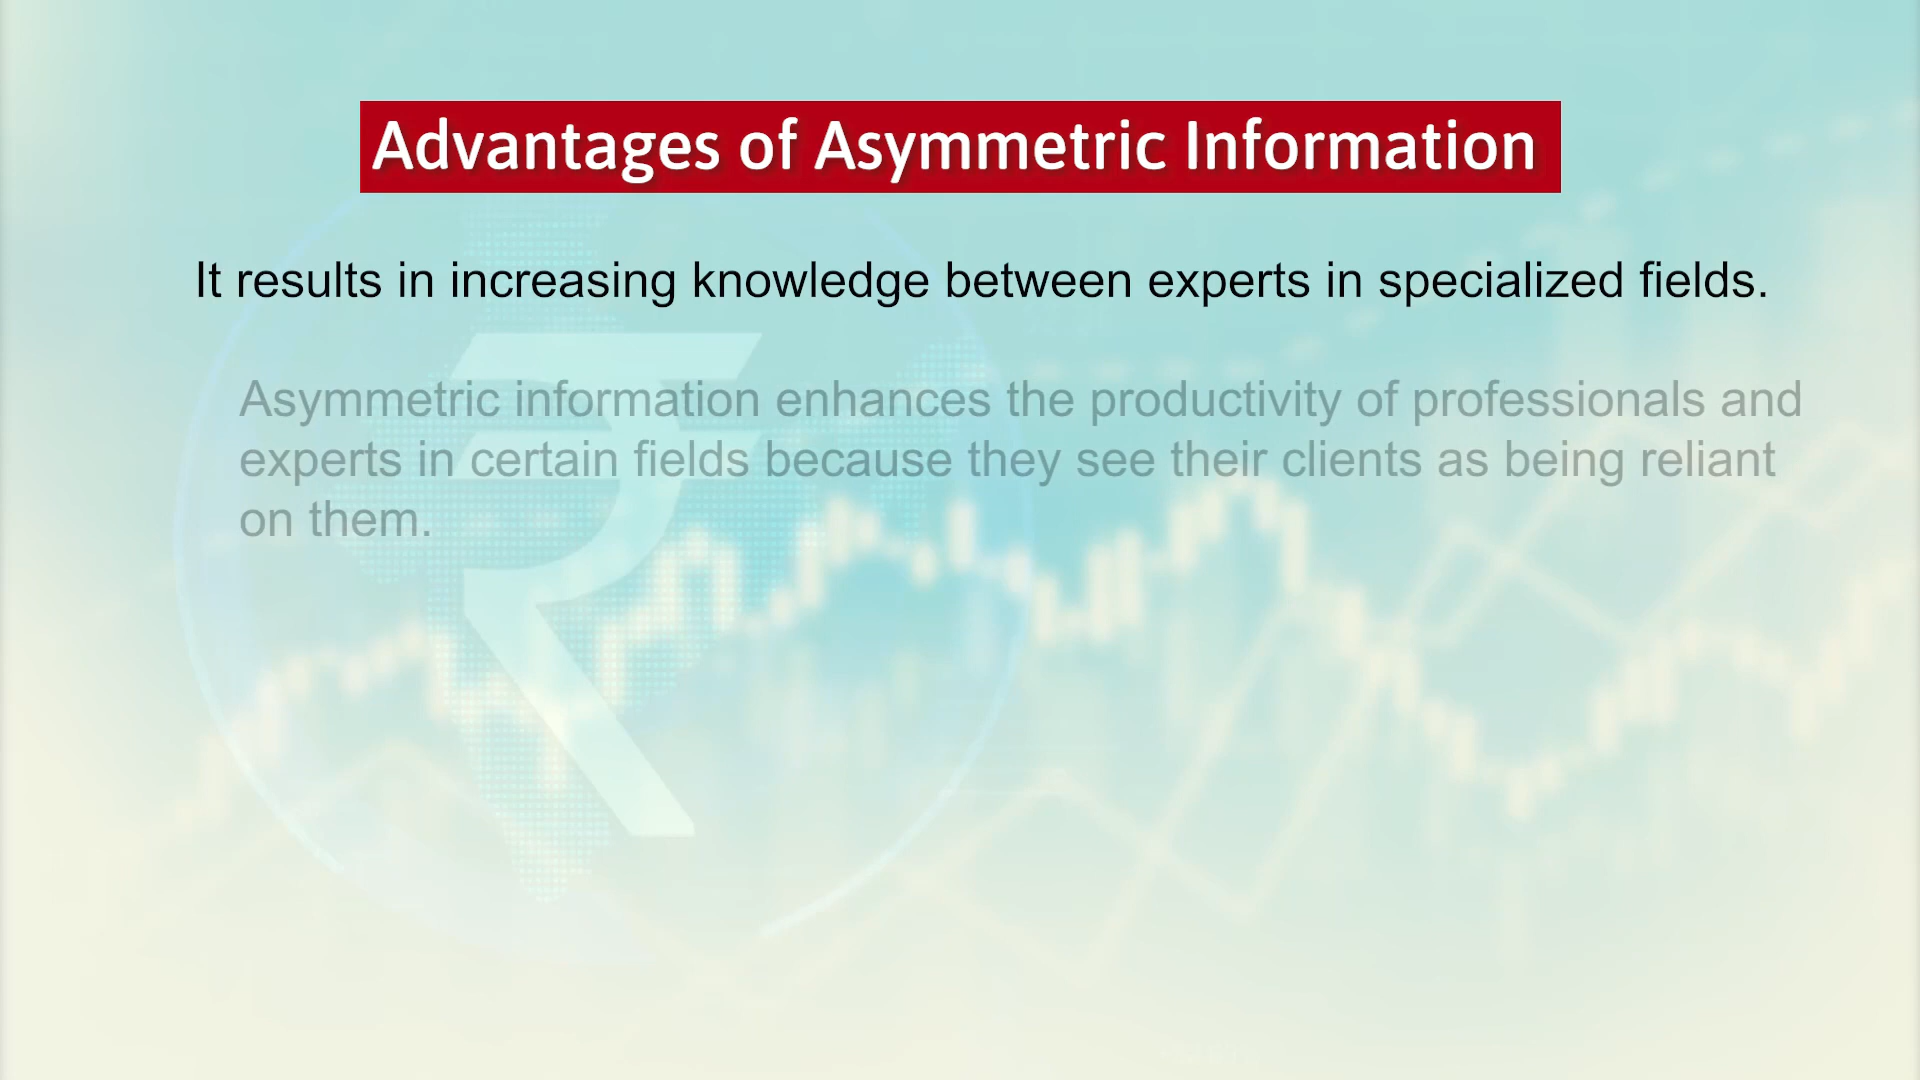 Advantages of Asymmetric Information
It results in increasing knowledge between experts in specialized fields.
Asymmetric information enhances the productivity of professionals and
experts in certain fields because they see their clients as being reliant
on them.